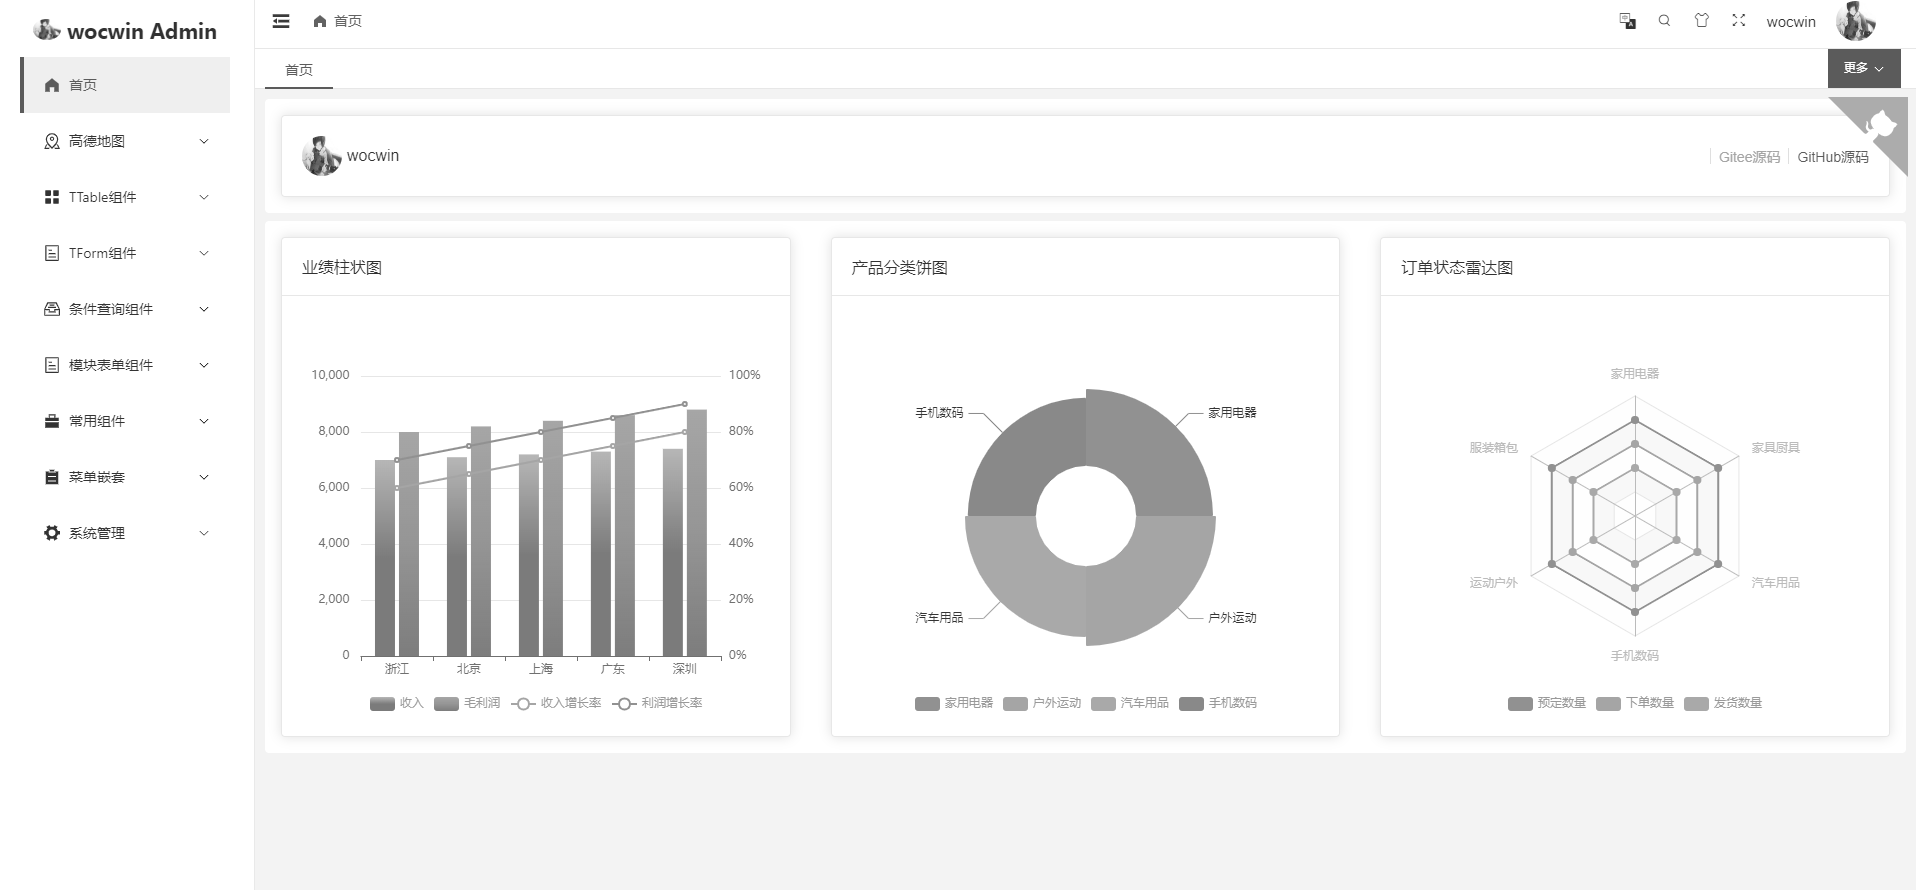 wocwin Admin
首页
高德地图
TTable组件
TForm组件
条件查询组件
模块表单组件
常用组件
菜单嵌套
系统管理
首页
wocwin
首页
更多
wocwin
Gitee源码
GitHub源码
业绩柱状图
10,000
8,000
6,000
4,000
2,000
0
100%
80%
60%
40%
20%
0%
浙江 北京 上海 广东 深圳
收入 毛利润 收入增长率 利润增长率
产品分类饼图
手机数码
家用电器
汽车用品
户外运动
家用电器 户外运动 汽车用品 手机数码
订单状态雷达图
家用电器
服装箱包
家具厨具
运动户外
汽车用品
手机数码
预定数量 下单数量 发货数量